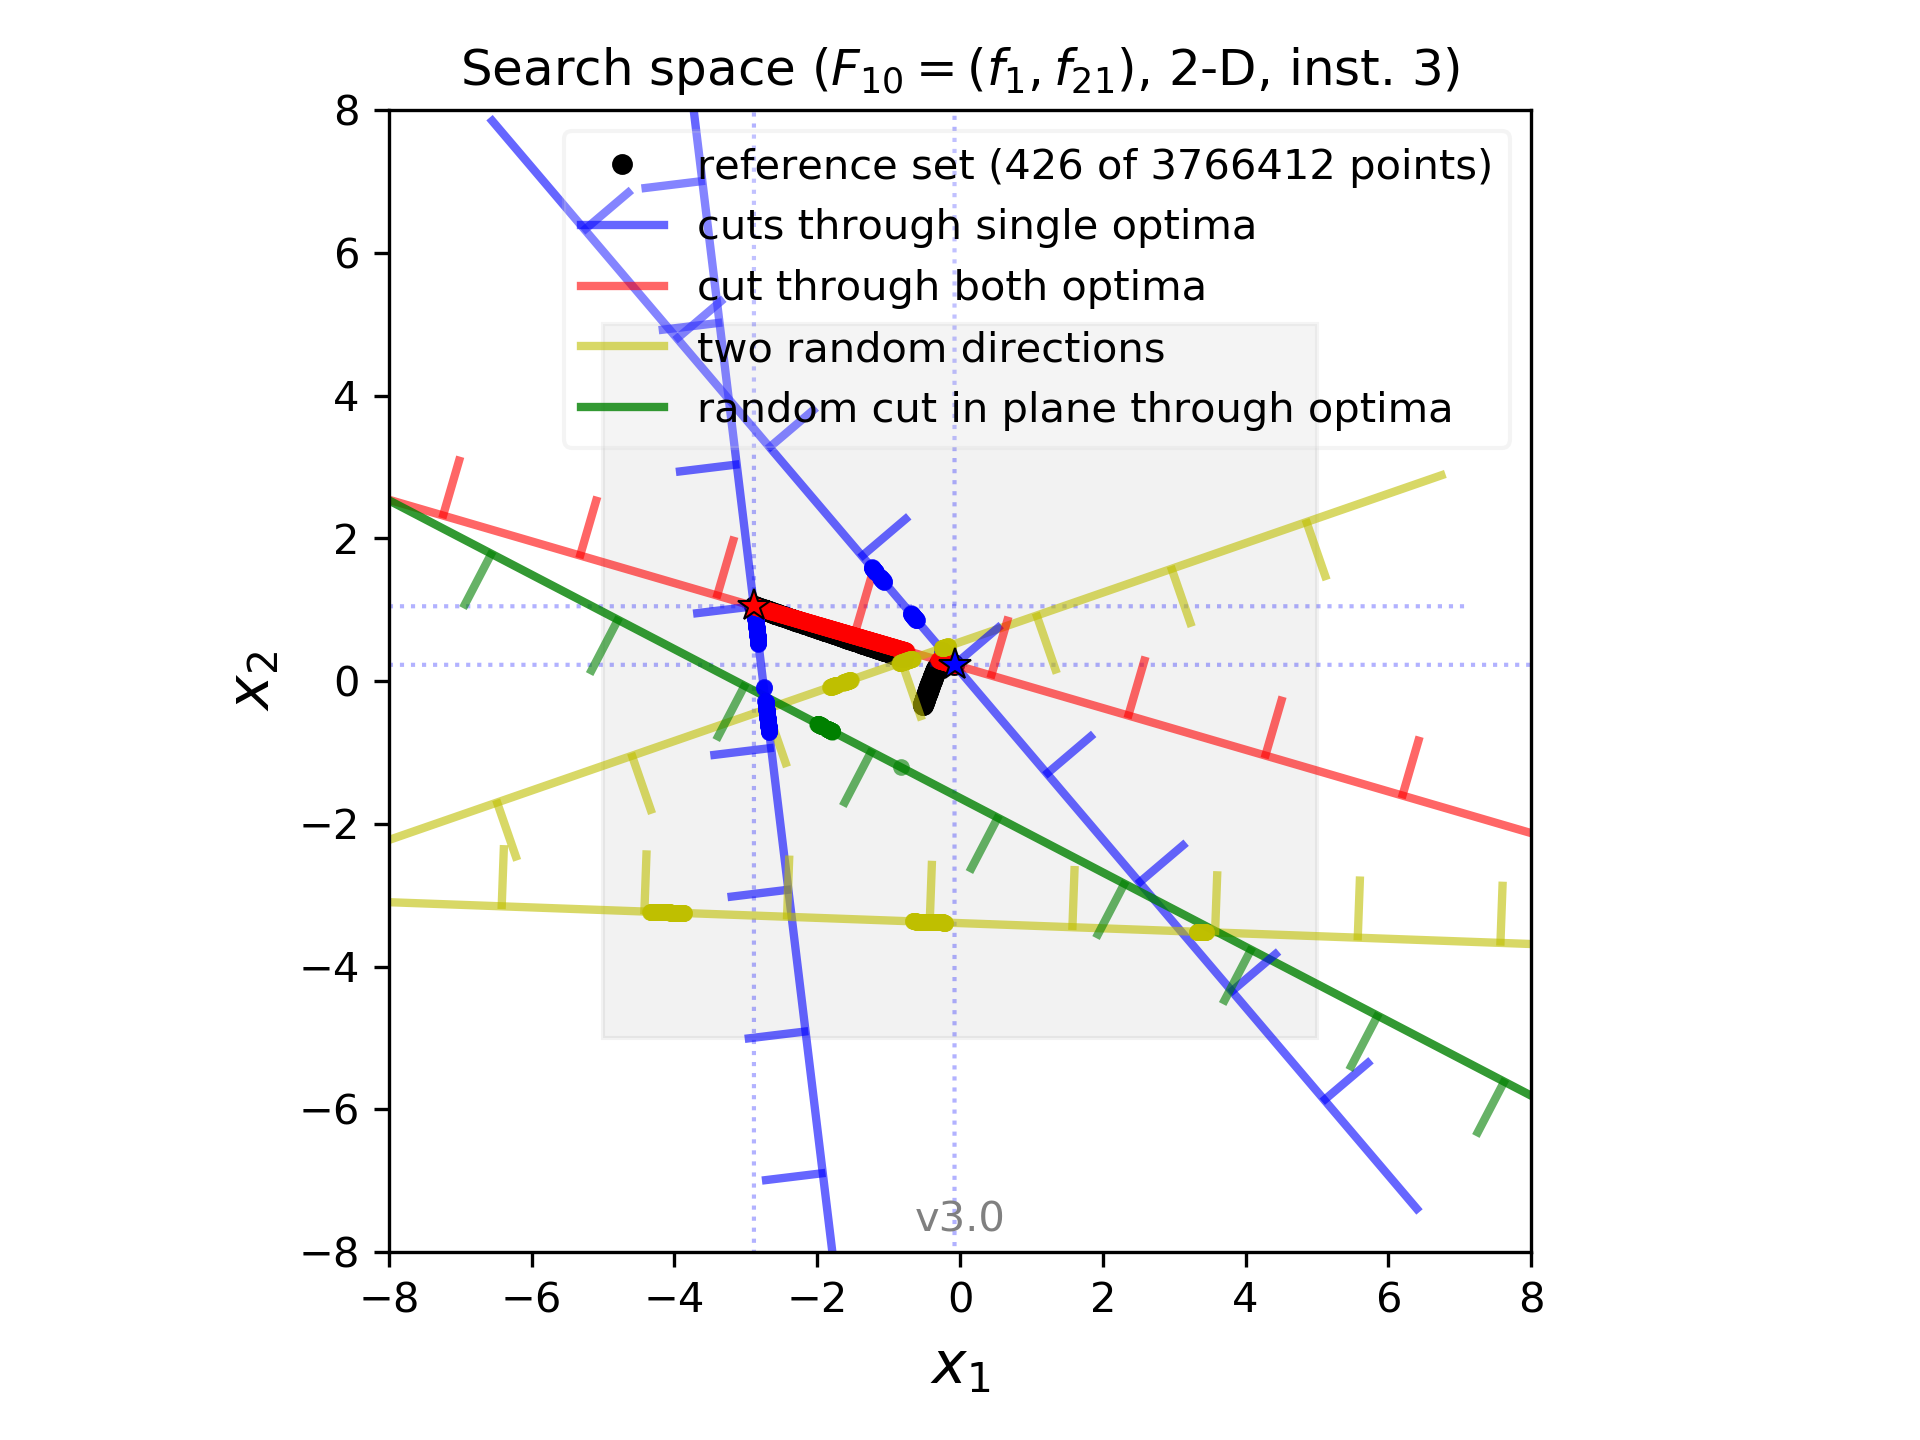 Search space (F10 = (f1, f21), 2-D, inst. 3)
reference set (426 of 3766412 points)
cuts through single optima
cut through both optima
two random directions
random cut in plane through optima
8
6
4
2
0
−2
−4
−6
−8
x2
v3.0
−8 −6 −4 −2 0 2 4 6 8
x1